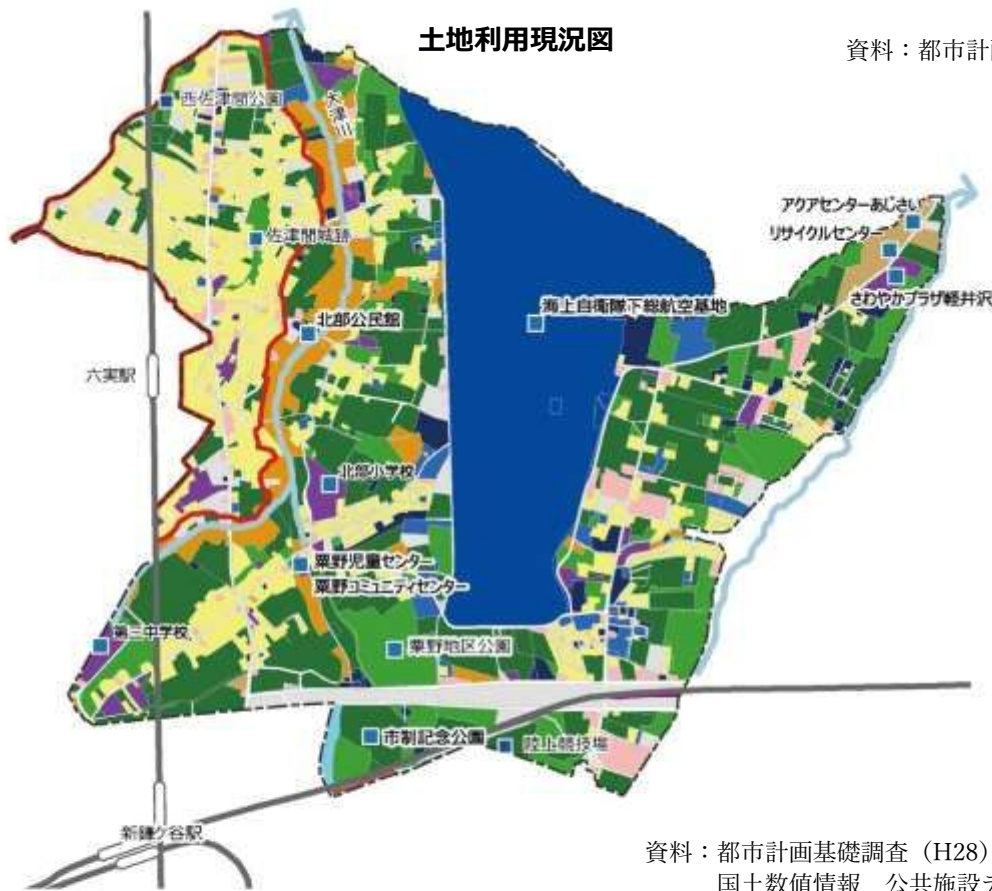 土地利用現況図
資料：都市計画
西佐津間公園
大津川
アクアセンターあじさい
リサイクルセンター
佐津間城跡
さわやかプラザ軽井沢
海上自衛隊下総航空基地
北部公民館
六実駅
北部小学校
粟野児童センター
粟野コミュニティセンター
第三中学校
粟野地区公園
市制記念公園
陸上競技場
新鎌ケ谷駅
資料：都市計画基礎調査（H28）
国土数値情報　公共施設